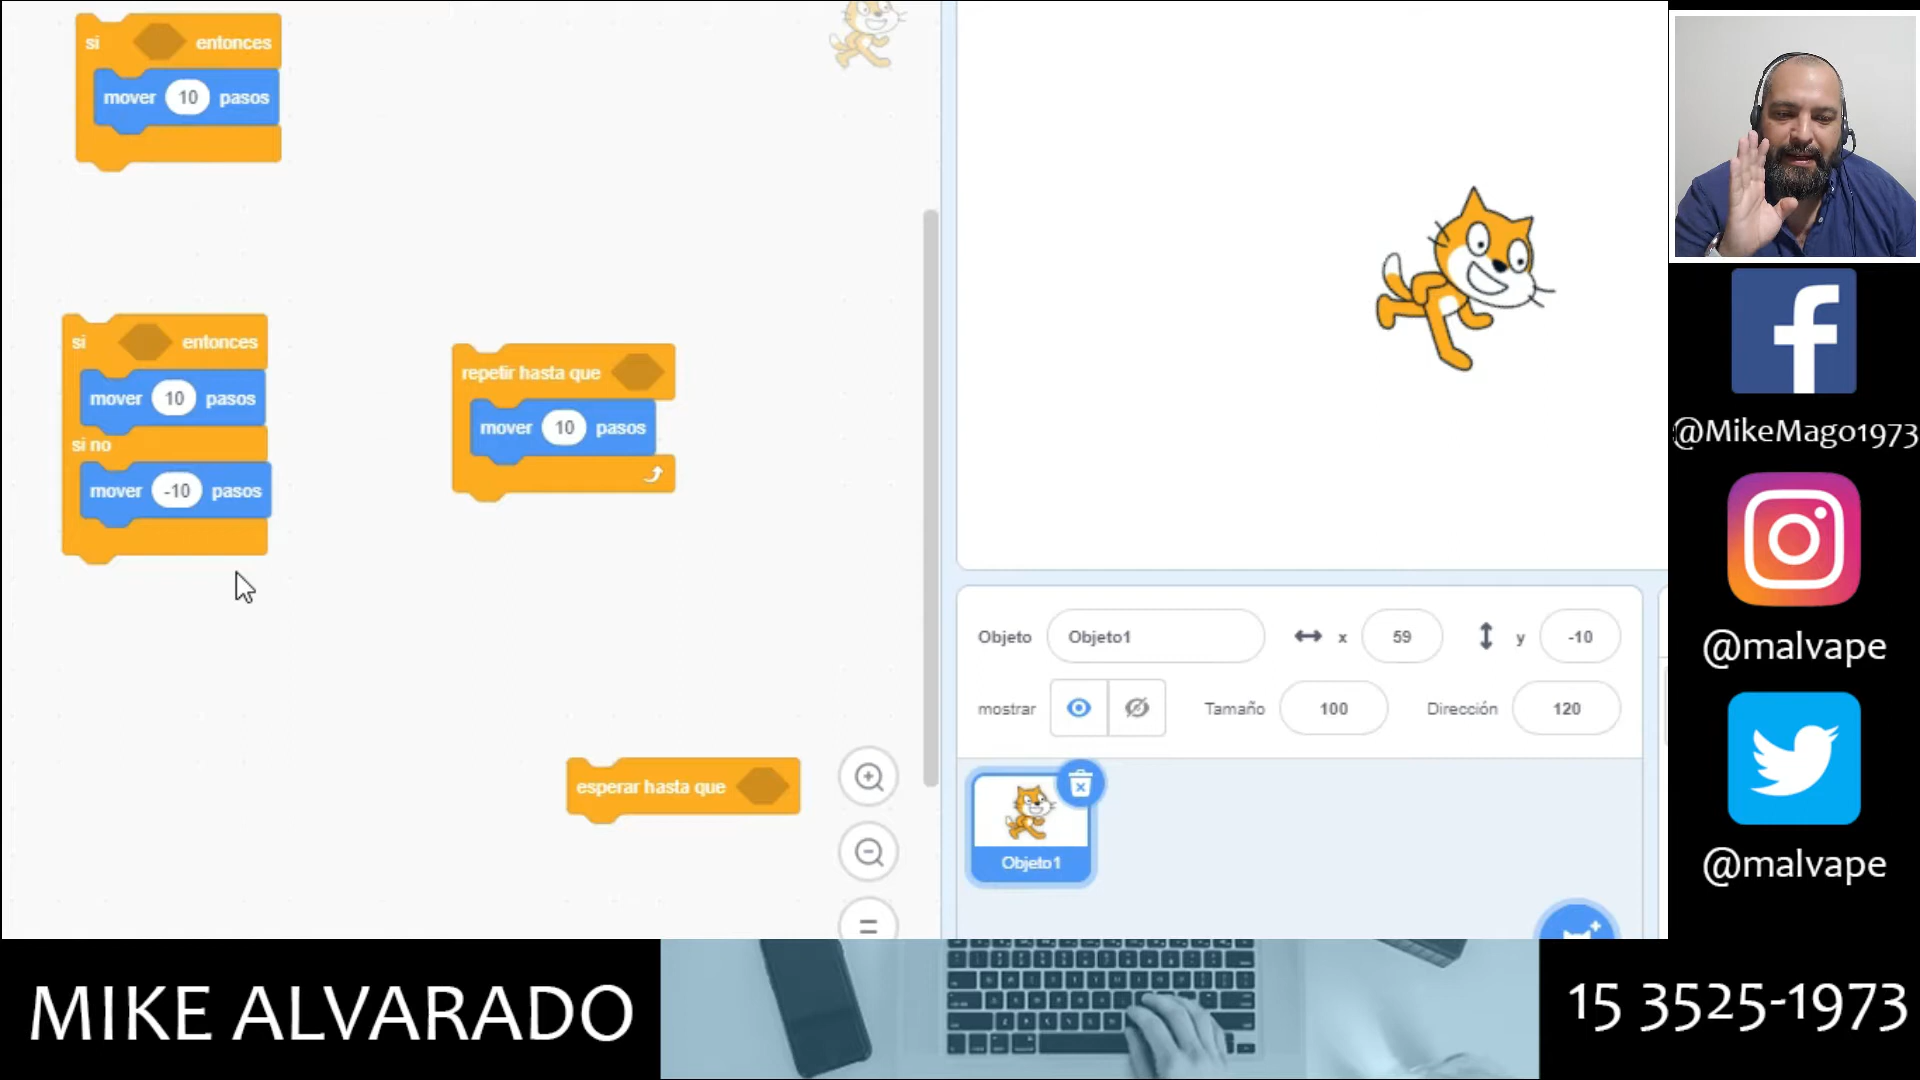 si entonces
mover 10 pasos
si entonces
mover 10 pasos
si no
mover -10 pasos
repetir hasta que
mover 10 pasos
esperar hasta que
Objeto Objeto1 x 59 y -10
mostrar Tamaño 100 Dirección 120
Objeto1
@MikeMago1973
@malvape
@malvape
MIKE ALVARADO
15 3525-1973